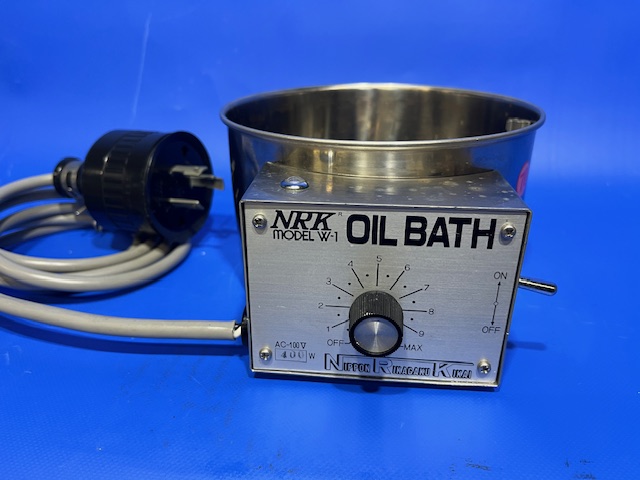 NRK R OIL BATH
MODEL W-1
5
4 6
3 7
2 8
1 9
OFF MAX
ON
OFF
AC-100V
400 W
NIPPON RIKAGAKU KIKAI